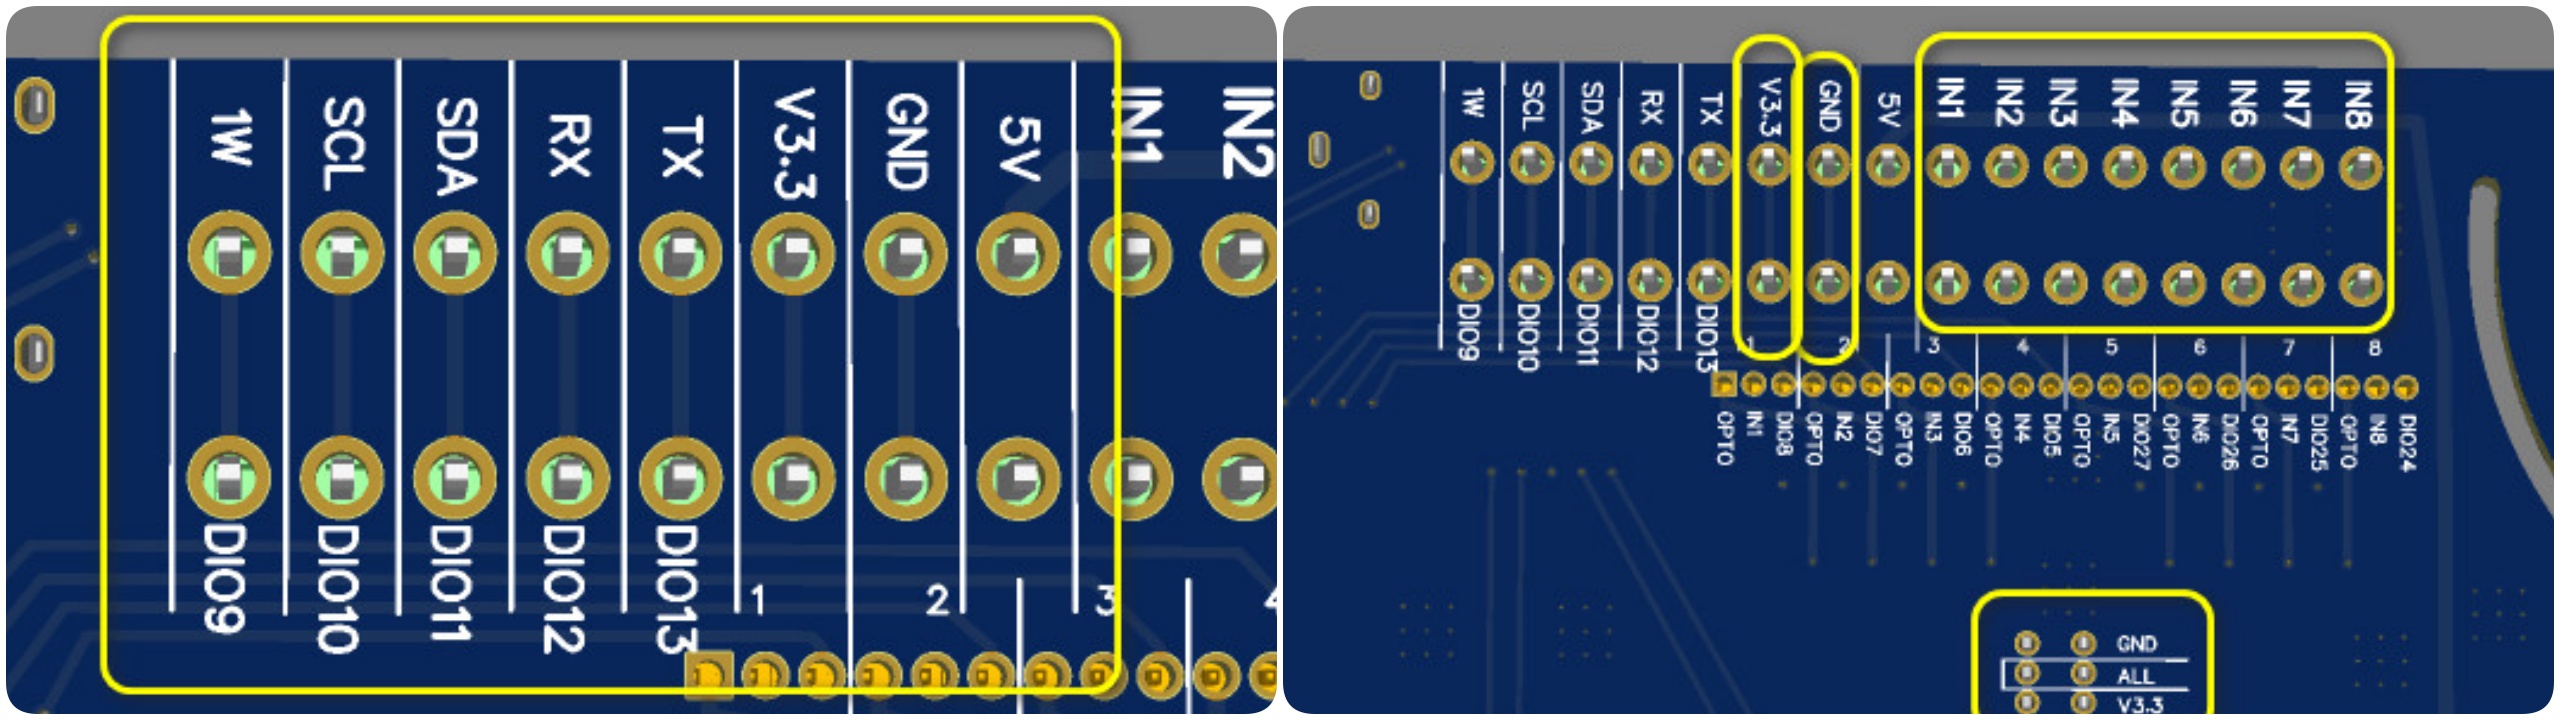 1W SCL SDA RX TX V3.3 GND 5V IN1 IN2
DIO9 DIO10 DIO11 DIO12 DIO13
1 2 3 4
1W SCL SDA RX TX V3.3 GND 5V IN1 IN2 IN3 IN4 IN5 IN6 IN7 IN8
DIO9 DIO10 DIO11 DIO12 DIO13
1 2 3 4 5 6 7 8
OPTO IN1 DIO8 OPTO IN2 DIO7 OPTO IN3 DIO6 OPTO IN4 DIO5 OPTO IN5 DIO27 OPTO IN6 DIO26 OPTO IN7 DIO25 OPTO IN8 DIO24
GND
ALL
V3.3